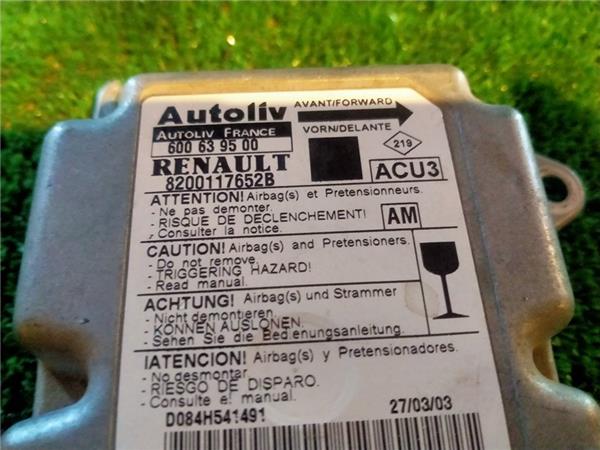 Autoliv
AVANT/FORWARD
AUTOLIV FRANCE
VORN/DELANTE
600 63 95 00
219
RENAULT
ACU3
8200117652B
ATTENTION! Airbag(s) et Pretensionneurs.
- Ne pas demonter.
- RISQUE DE DECLENCHEMENT!
- Consulter la notice.
AM
CAUTION! Airbag(s) and Pretensioners.
- Do not remove.
- TRIGGERING HAZARD!
- Read manual.
ACHTUNG! Airbag(s) und Strammer
- Nicht demontieren.
- KONNEN AUSLONEN.
- Sehen Sie die Bedienungsanleitung.
!ATENCION! Airbag(s) y Pretensionadores.
- No desmontar.
- RIESGO DE DISPARO.
- Consulte el manual.
D084H541491
27/03/03